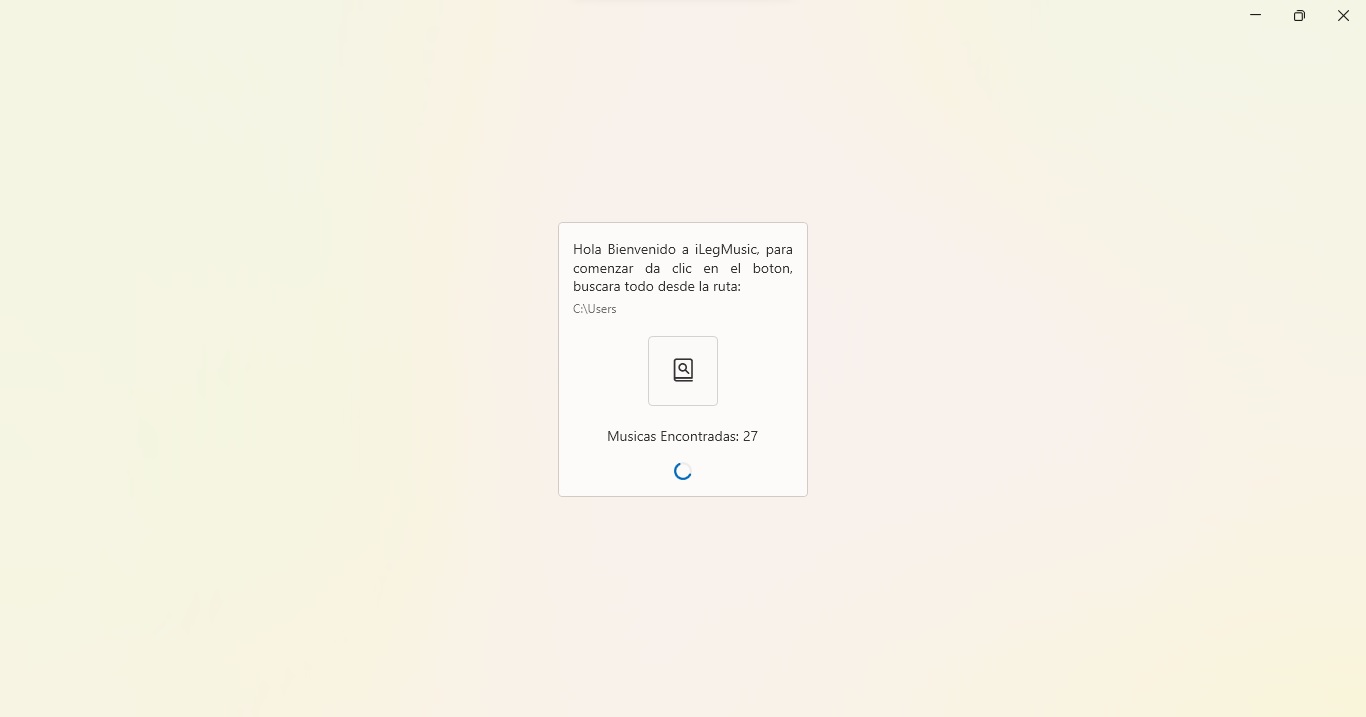 Hola Bienvenido a iLegMusic, para
comenzar da clic en el boton,
buscara todo desde la ruta:
C:\Users
Musicas Encontradas: 27